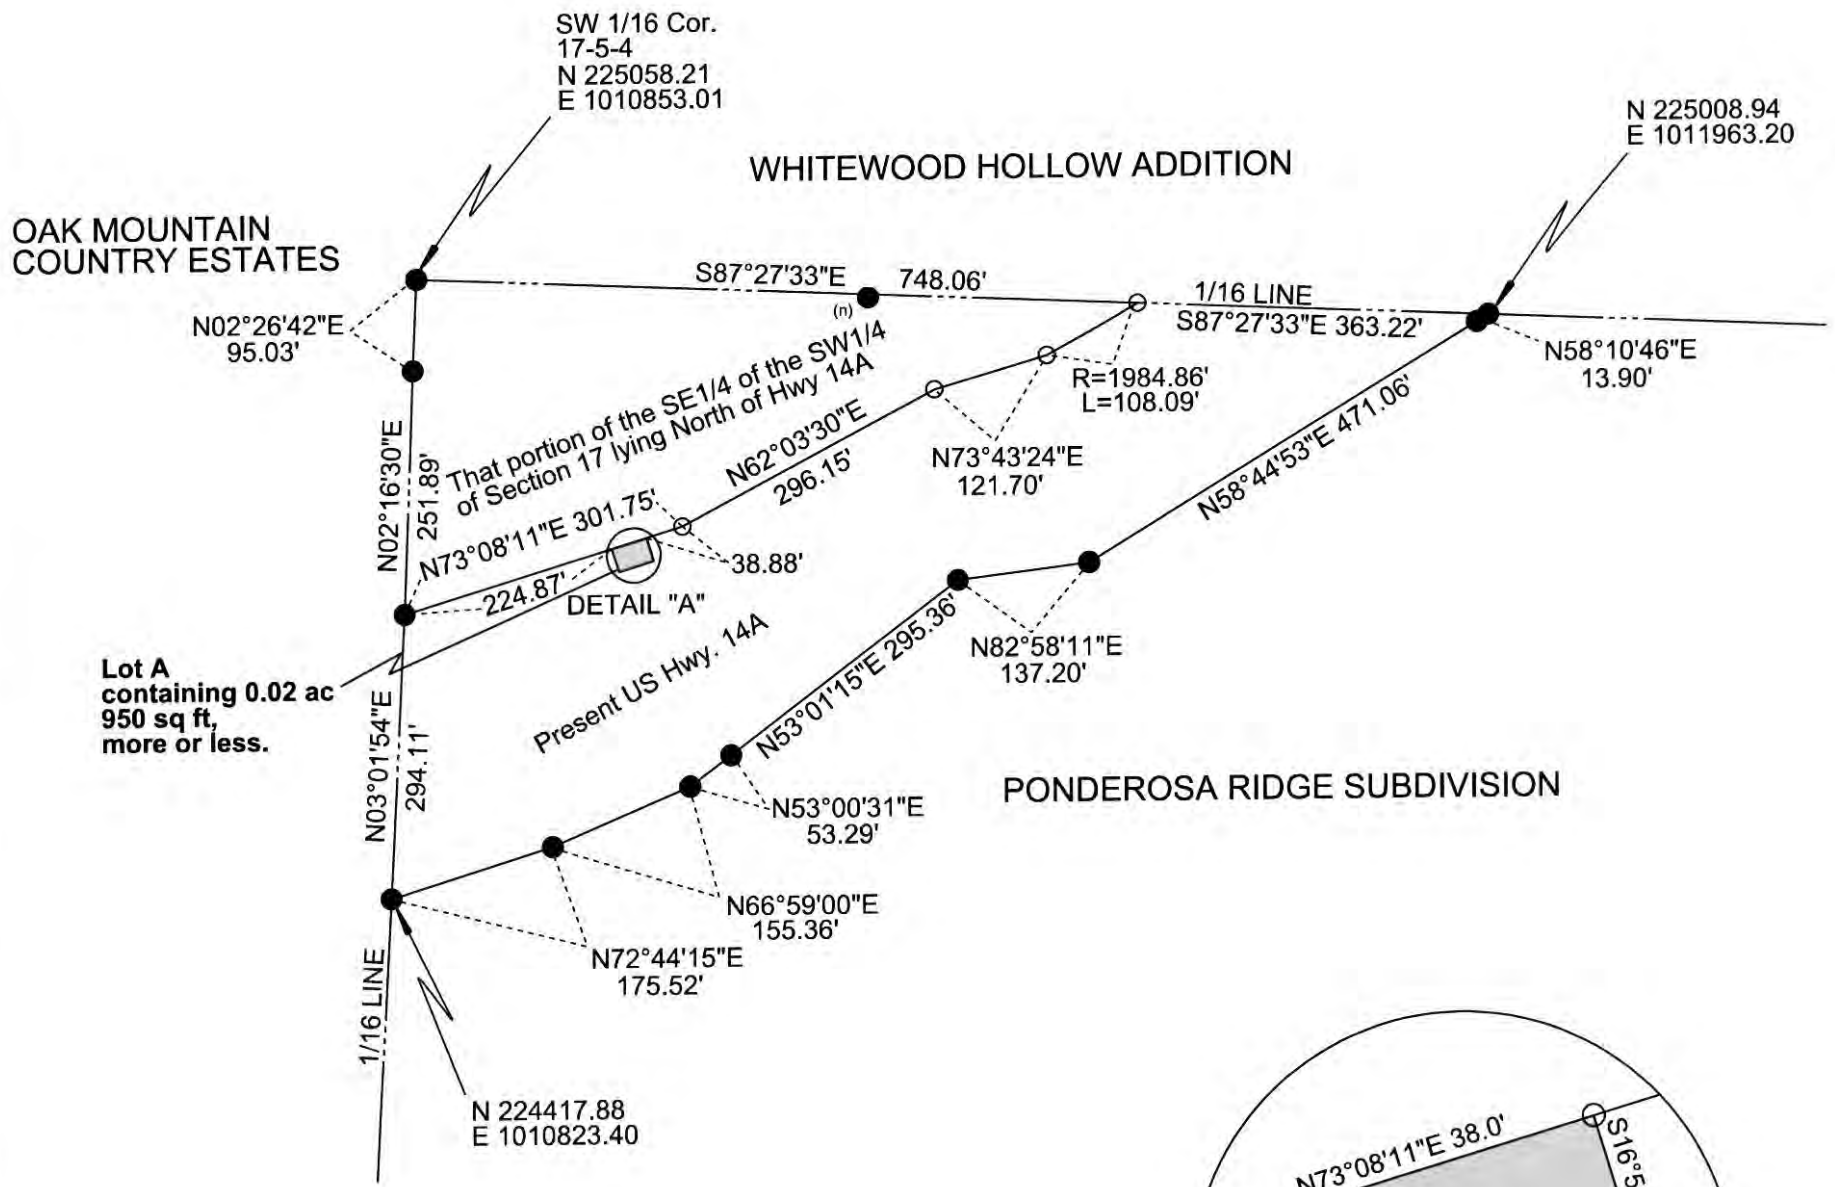 SW 1/16 Cor.
17-5-4
N 225058.21
E 1010853.01
N 225008.94
E 1011963.20
WHITEWOOD HOLLOW ADDITION
OAK MOUNTAIN
COUNTRY ESTATES
S87°27'33"E 748.06'
(n)
1/16 LINE
S87°27'33"E 363.22'
N02°26'42"E
95.03'
N58°10'46"E
13.90'
R=1984.86'
L=108.09'
That portion of the SE1/4 of the SW1/4
of Section 17 lying North of Hwy 14A
N02°16'30"E
251.89'
N62°03'30"E
296.15'
N73°43'24"E
121.70'
N58°44'53"E 471.06'
N73°08'11"E 301.75'
38.88'
224.87'
DETAIL "A"
Lot A
containing 0.02 ac
950 sq ft,
more or less.
Present US Hwy. 14A
N82°58'11"E
137.20'
N53°01'15"E 295.36'
N03°01'54"E
294.11'
PONDEROSA RIDGE SUBDIVISION
N53°00'31"E
53.29'
N66°59'00"E
155.36'
N72°44'15"E
175.52'
1/16 LINE
N 224417.88
E 1010823.40
N73°08'11"E 38.0'
S16°5